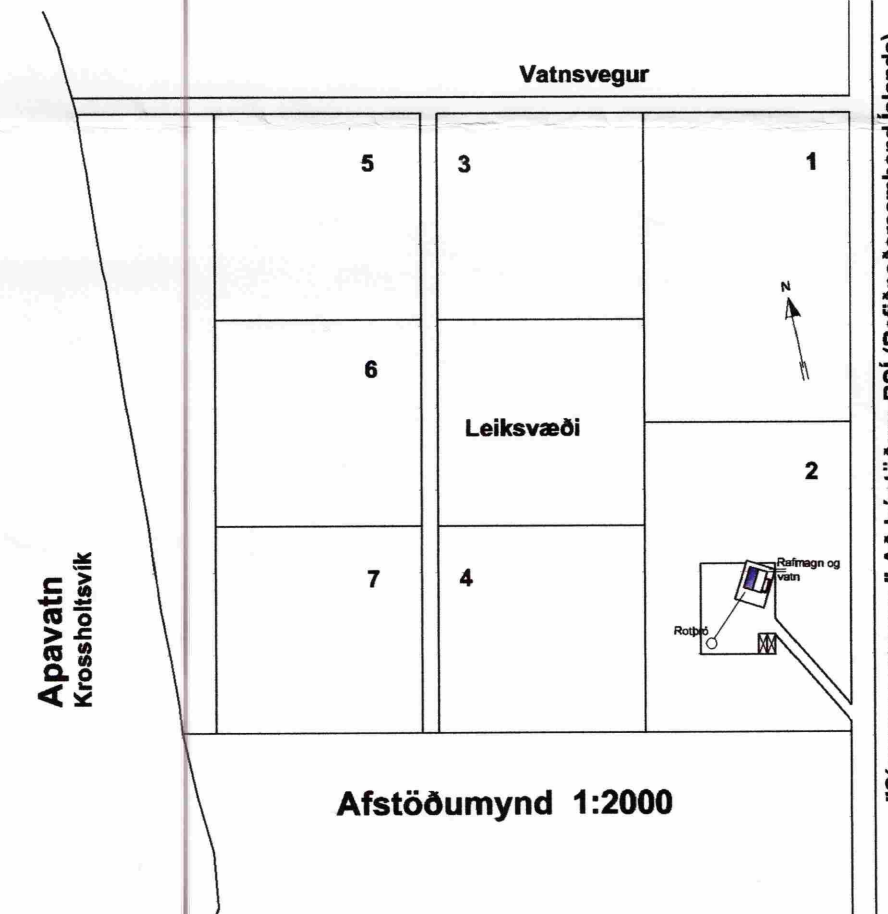 Vatnsvegur
5
3
1
N
6
Leiksvæði
2
Apavatn
Krossholtsvík
7
4
Rafmagn og
vatn
Rotþró
Afstöðumynd 1:2000